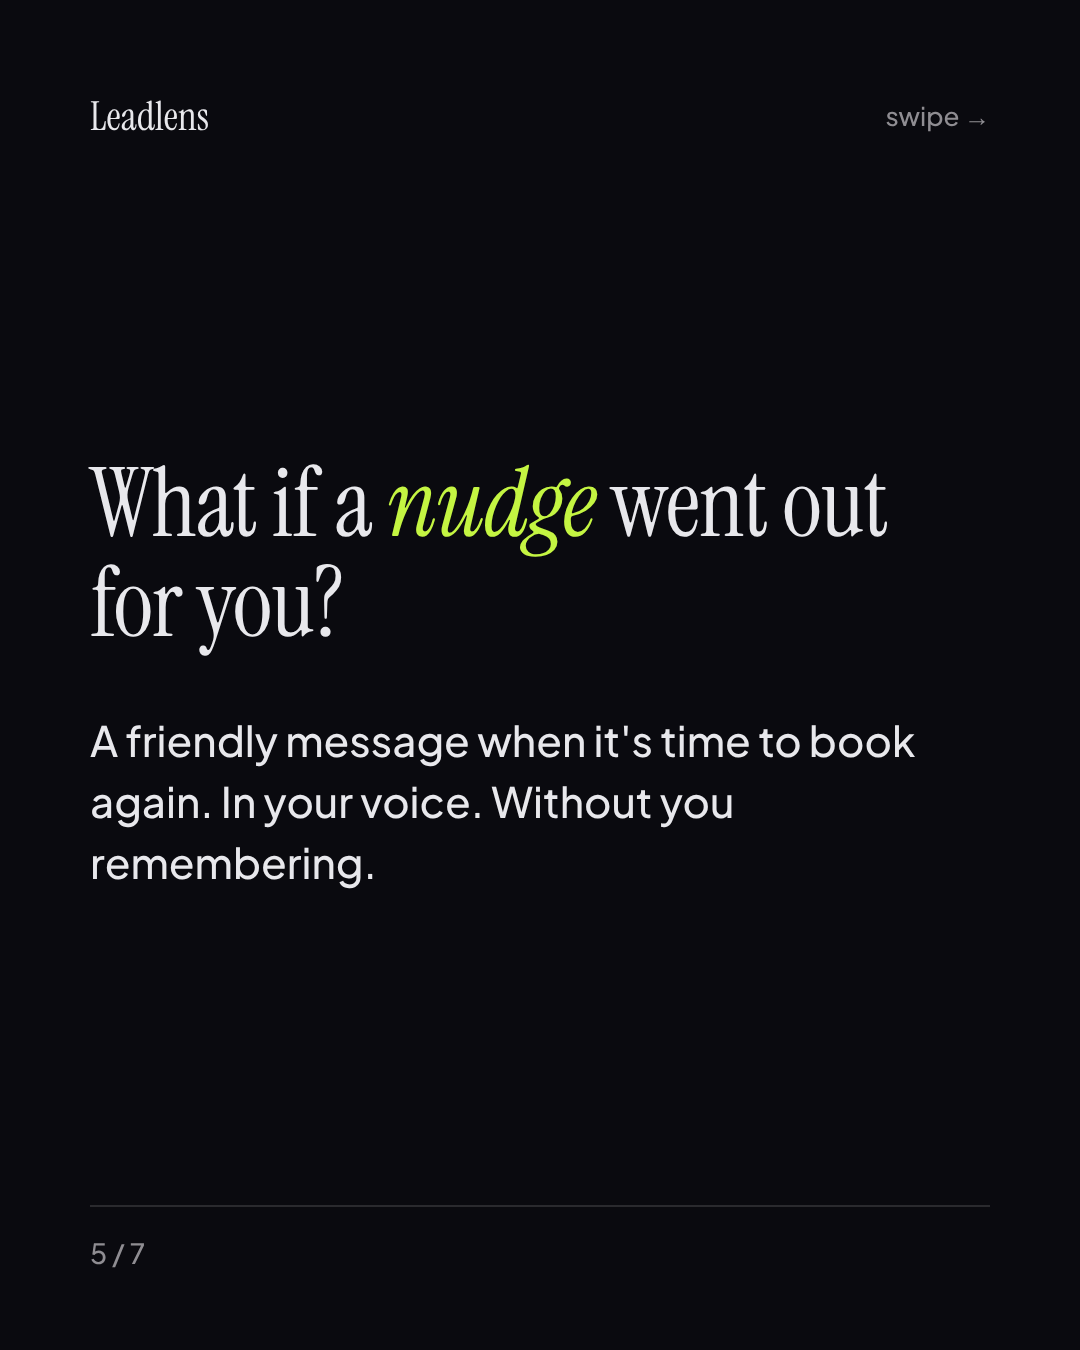 Leadlens
swipe →
What if a nudge went out
for you?
A friendly message when it's time to book
again. In your voice. Without you
remembering.
5 / 7